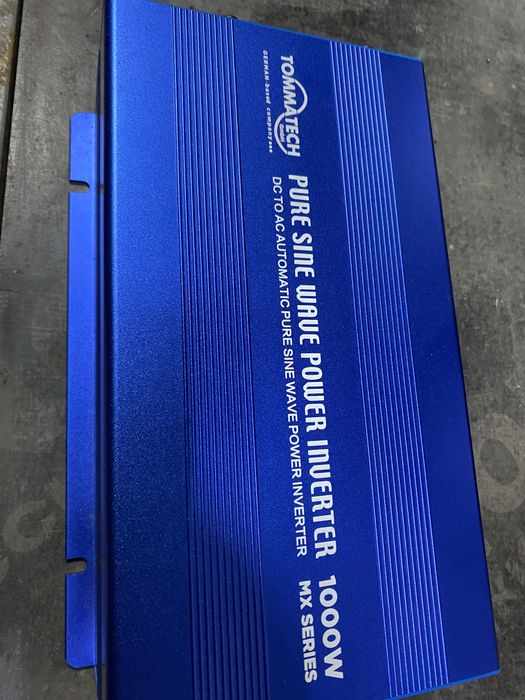 TOMMATECH
GmbH
GERMAN-based company
PURE SINE WAVE POWER INVERTER 1000W
DC TO AC AUTOMATIC PURE SINE WAVE POWER INVERTER
MX SERIES